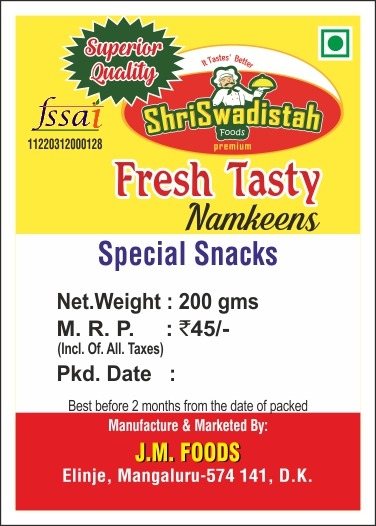 Superior
Quality
It Tastes' Better
fssai
11220312000128
ShriSwadistah
Foods
premium
Fresh Tasty
Namkeens
Special Snacks
Net.Weight : 200 gms
M. R. P. : ₹45/-
(Incl. Of. All. Taxes)
Pkd. Date :
Best before 2 months from the date of packed
Manufacture & Marketed By:
J.M. FOODS
Elinje, Mangaluru-574 141, D.K.